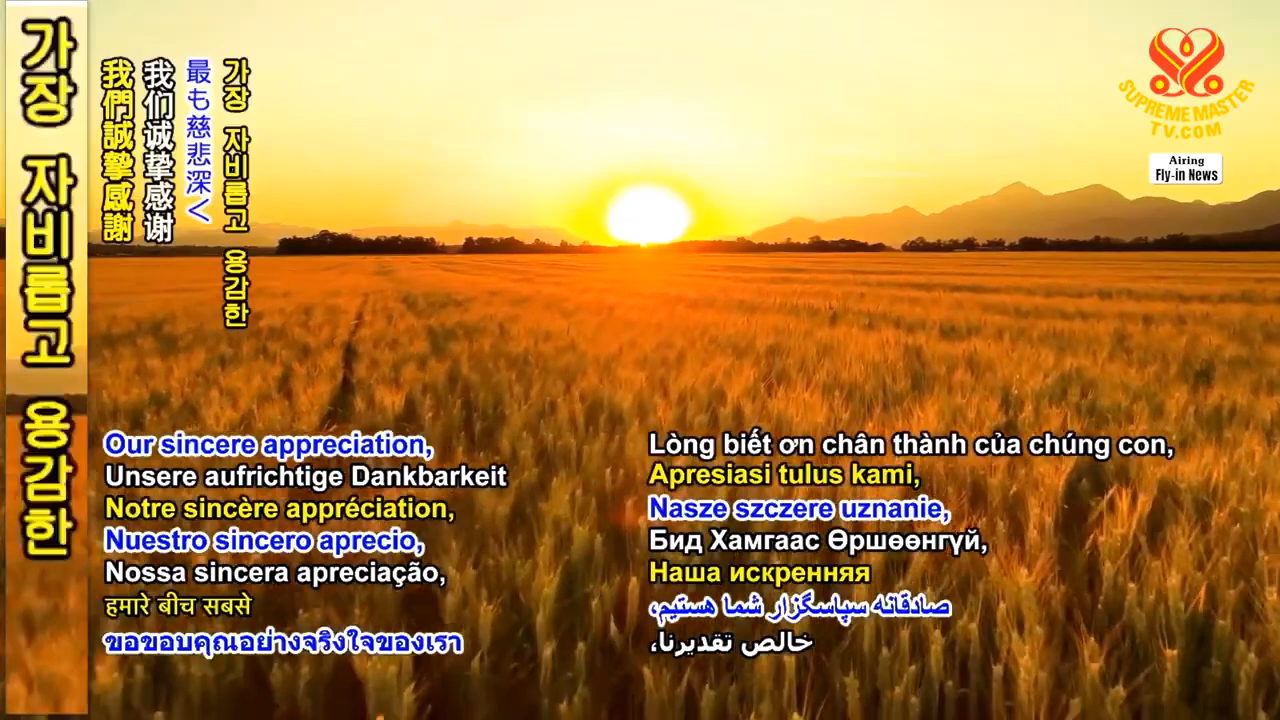 가장 자비롭고 용감한
我們誠摯感謝
我们诚挚感谢
最も慈悲深く
가장 자비롭고 용감한
SUPREME MASTER
TV.COM
Airing
Fly-in News
Our sincere appreciation,
Unsere aufrichtige Dankbarkeit
Notre sincère appréciation,
Nuestro sincero aprecio,
Nossa sincera apreciação,
हमारे बीच सबसे
ขอขอบคุณอย่างจริงใจของเรา
Lòng biết ơn chân thành của chúng con,
Apresiasi tulus kami,
Nasze szczere uznanie,
Бид Хамгаас Өршөөнгүй,
Наша искренняя
صادقانه سپاسگزار شما هستیم،
خالص تقديرنا،